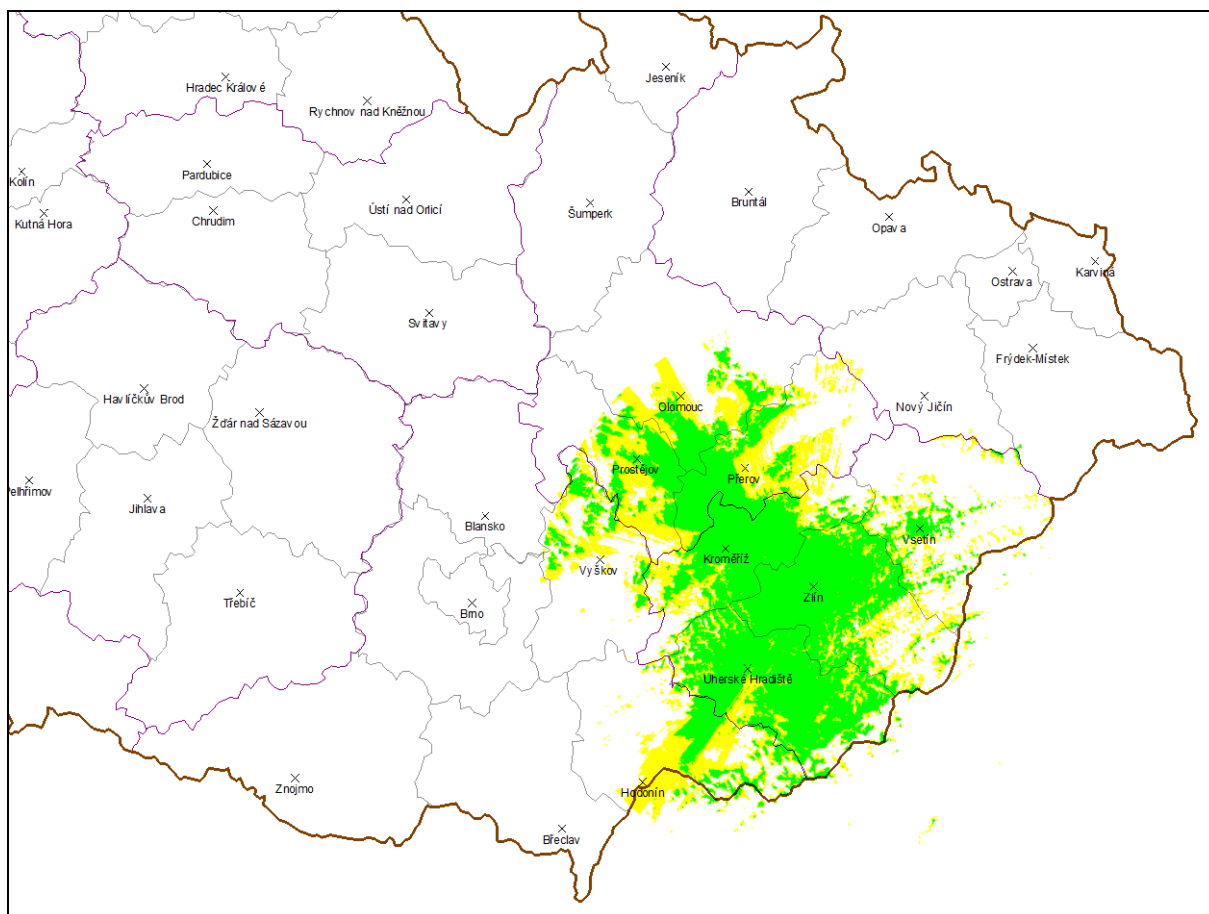 Jeseník
Hradec Králové
Rychnov nad Kněžnou
Pardubice
Kolín
Bruntál
Ústí nad Orlicí
Šumperk
Kutná Hora
Chrudim
Opava
Karviná
Ostrava
Svitavy
Frýdek-Místek
Havlíčkův Brod
Olomouc
Nový Jičín
Žďár nad Sázavou
Prostějov
Přerov
Pelhřimov
Jihlava
Blansko
Vsetín
Kroměříž
Vyškov
Třebíč
Zlín
Brno
Uherské Hradiště
Znojmo
Hodonín
Břeclav